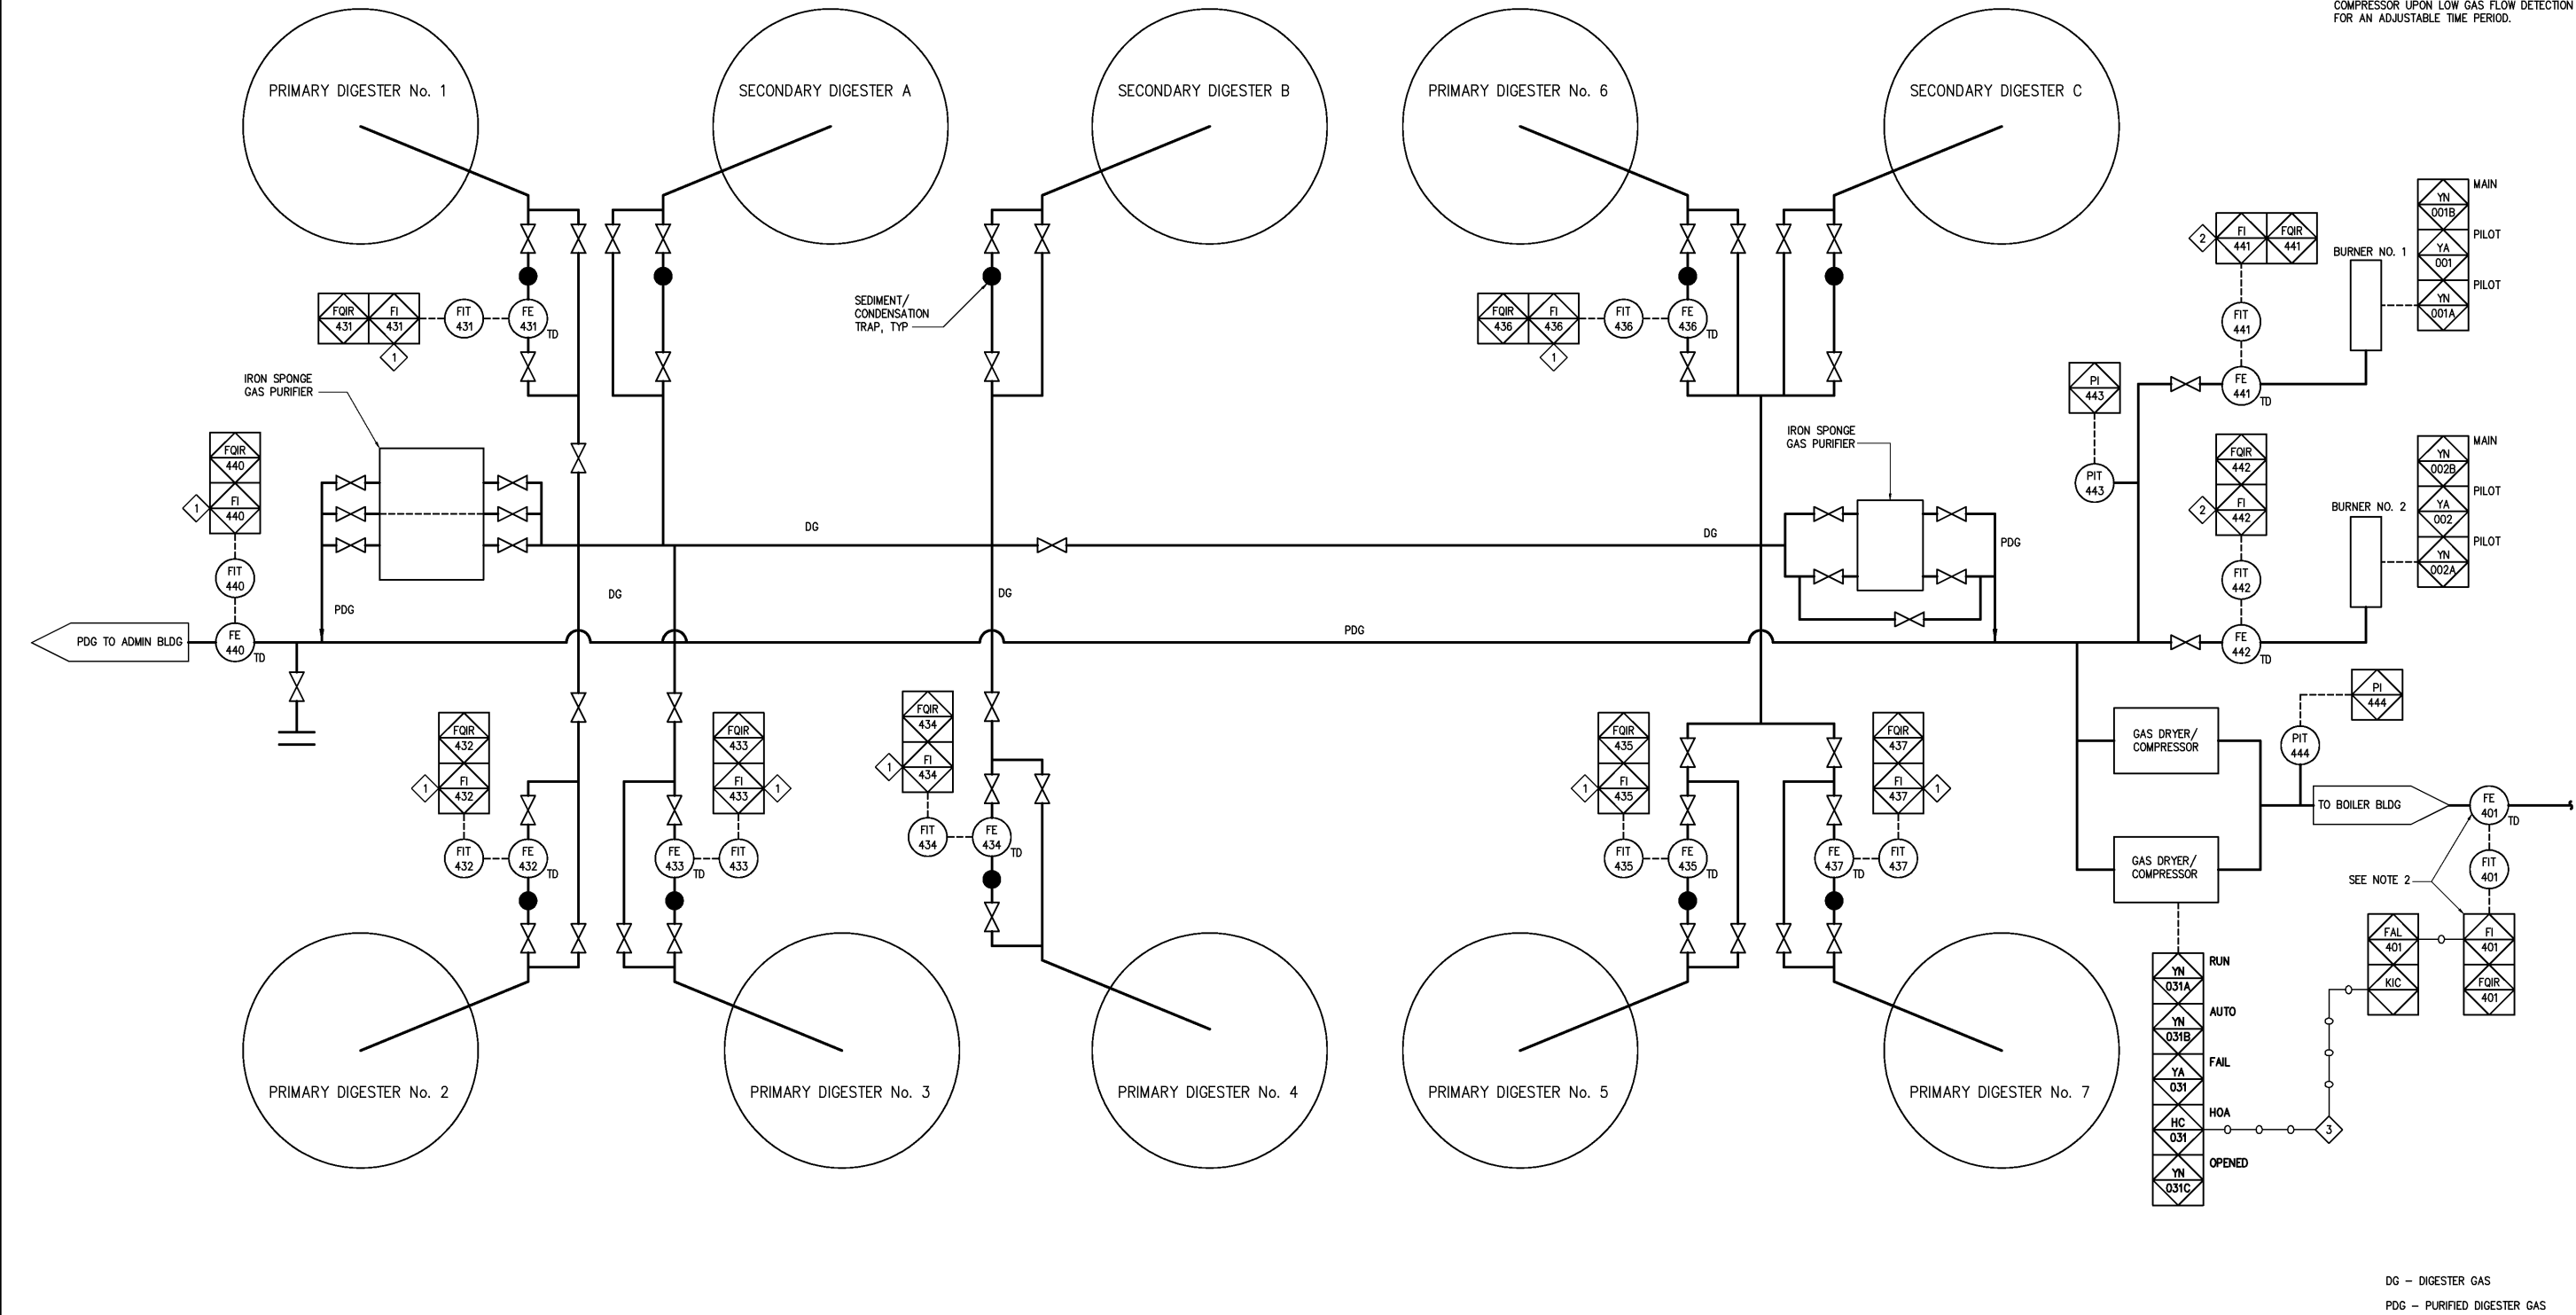 COMPRESSOR UPON LOW GAS FLOW DETECTION
FOR AN ADJUSTABLE TIME PERIOD.
PRIMARY DIGESTER No. 1
SECONDARY DIGESTER A
SECONDARY DIGESTER B
PRIMARY DIGESTER No. 6
SECONDARY DIGESTER C
FQIR
431
FI
431
1
FIT
431
FE
431
TD
SEDIMENT/
CONDENSATION
TRAP, TYP
FQIR
436
FI
436
1
FIT
436
FE
436
TD
2
FI
441
FQIR
441
FIT
441
FE
441
TD
BURNER NO. 1
YN
001B
MAIN
YA
001
PILOT
YN
001A
PILOT
IRON SPONGE
GAS PURIFIER
FQIR
440
FI
440
1
FIT
440
FE
440
TD
PDG TO ADMIN BLDG
PDG
DG
DG
DG
PDG
DG
IRON SPONGE
GAS PURIFIER
PDG
PI
443
PIT
443
FQIR
442
2
FI
442
FIT
442
FE
442
TD
BURNER NO. 2
YN
002B
MAIN
YA
002
PILOT
YN
002A
PILOT
FQIR
432
1
FI
432
FIT
432
FE
432
TD
FQIR
433
FI
433
1
FE
433
TD
FIT
433
FQIR
434
1
FI
434
FIT
434
FE
434
TD
FQIR
435
1
FI
435
FIT
435
FE
435
TD
FQIR
437
FI
437
1
FE
437
TD
FIT
437
GAS DRYER/
COMPRESSOR
GAS DRYER/
COMPRESSOR
PI
444
PIT
444
TO BOILER BLDG
FE
401
TD
FIT
401
SEE NOTE 2
FAL
401
KIC
FI
401
FQIR
401
YN
031A
RUN
YN
031B
AUTO
YA
031
FAIL
HC
031
HOA
3
YN
031C
OPENED
PRIMARY DIGESTER No. 2
PRIMARY DIGESTER No. 3
PRIMARY DIGESTER No. 4
PRIMARY DIGESTER No. 5
PRIMARY DIGESTER No. 7
DG – DIGESTER GAS
PDG – PURIFIED DIGESTER GAS